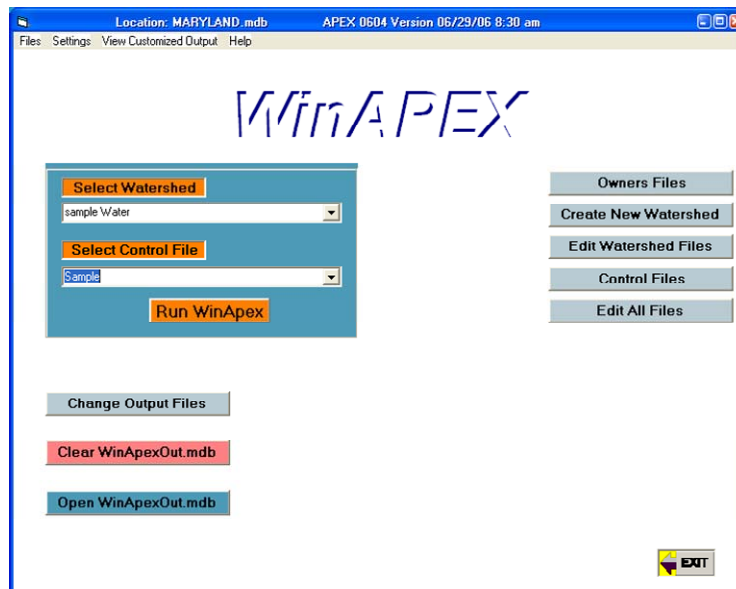 Location: MARYLAND.mdb APEX 0604 Version 06/29/06 8:30 am
Files Settings View Customized Output Help
WinAPEX
Select Watershed
sample Water
Select Control File
Sample
Run WinApex
Owners Files
Create New Watershed
Edit Watershed Files
Control Files
Edit All Files
Change Output Files
Clear WinApexOut.mdb
Open WinApexOut.mdb
EXIT